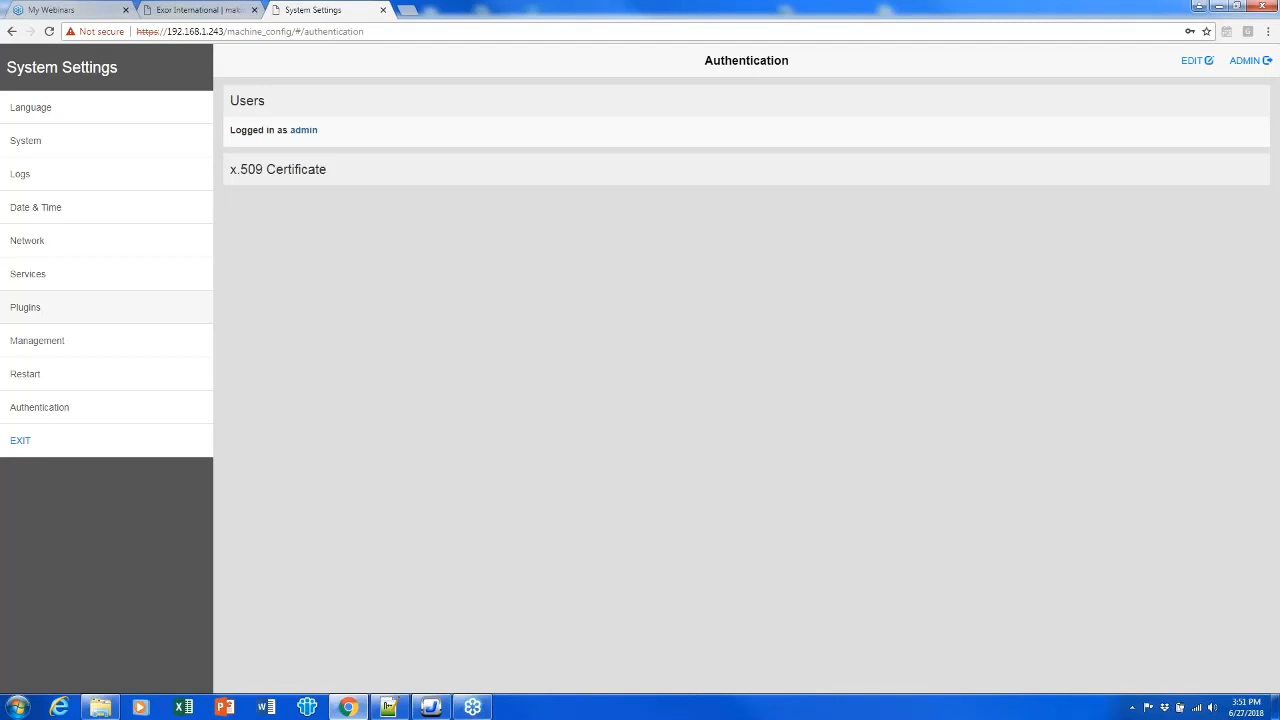 My Webinars
Exor International | mak
System Settings
Not secure | https://192.168.1.243/machine_config/#/authentication
System Settings
Authentication
EDIT
ADMIN
Language
System
Logs
Date & Time
Network
Services
Plugins
Management
Restart
Authentication
EXIT
Users
Logged in as admin
x.509 Certificate
3:51 PM
6/27/2018